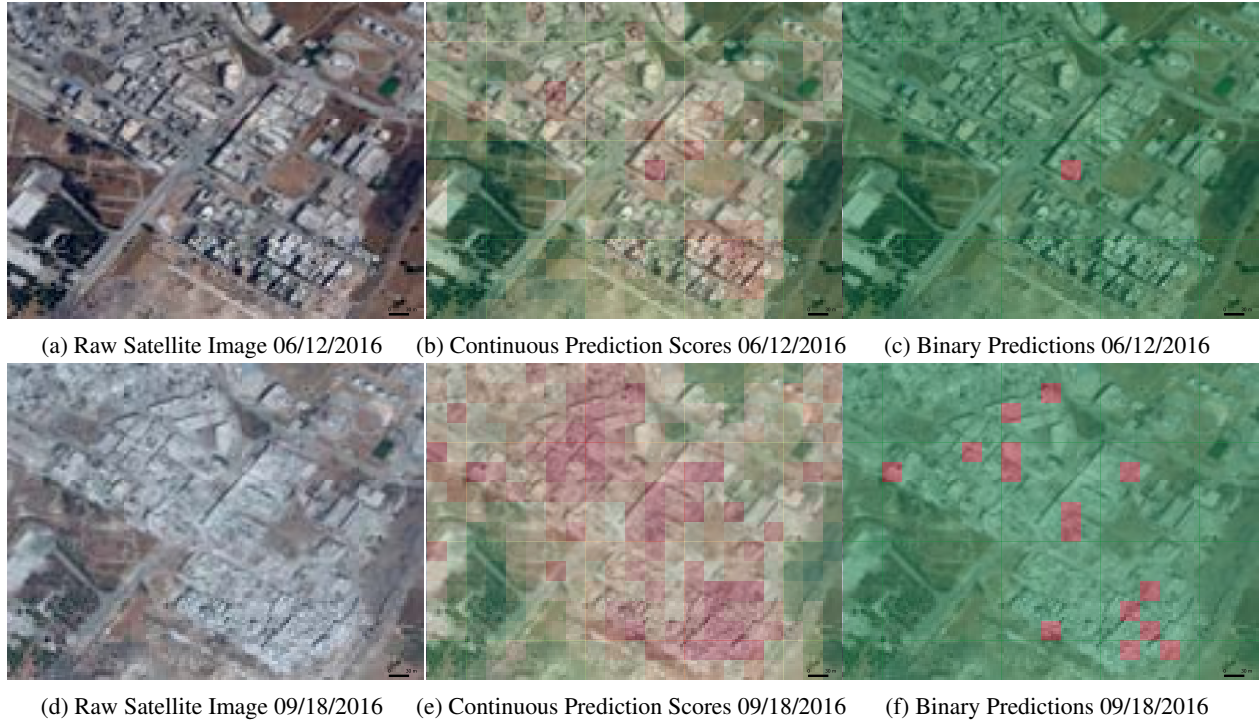 (a) Raw Satellite Image 06/12/2016
(b) Continuous Prediction Scores 06/12/2016
(c) Binary Predictions 06/12/2016
(d) Raw Satellite Image 09/18/2016
(e) Continuous Prediction Scores 09/18/2016
(f) Binary Predictions 09/18/2016